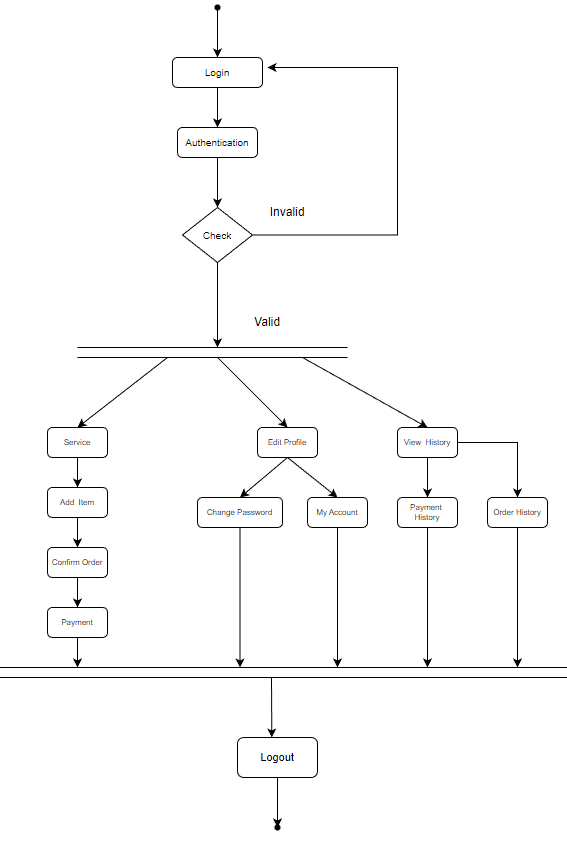 Login
Authentication
Invalid
Check
Valid
Service
Edit Profile
View History
Add Item
Change Password
My Account
Payment
History
Order History
Confirm Order
Payment
Logout